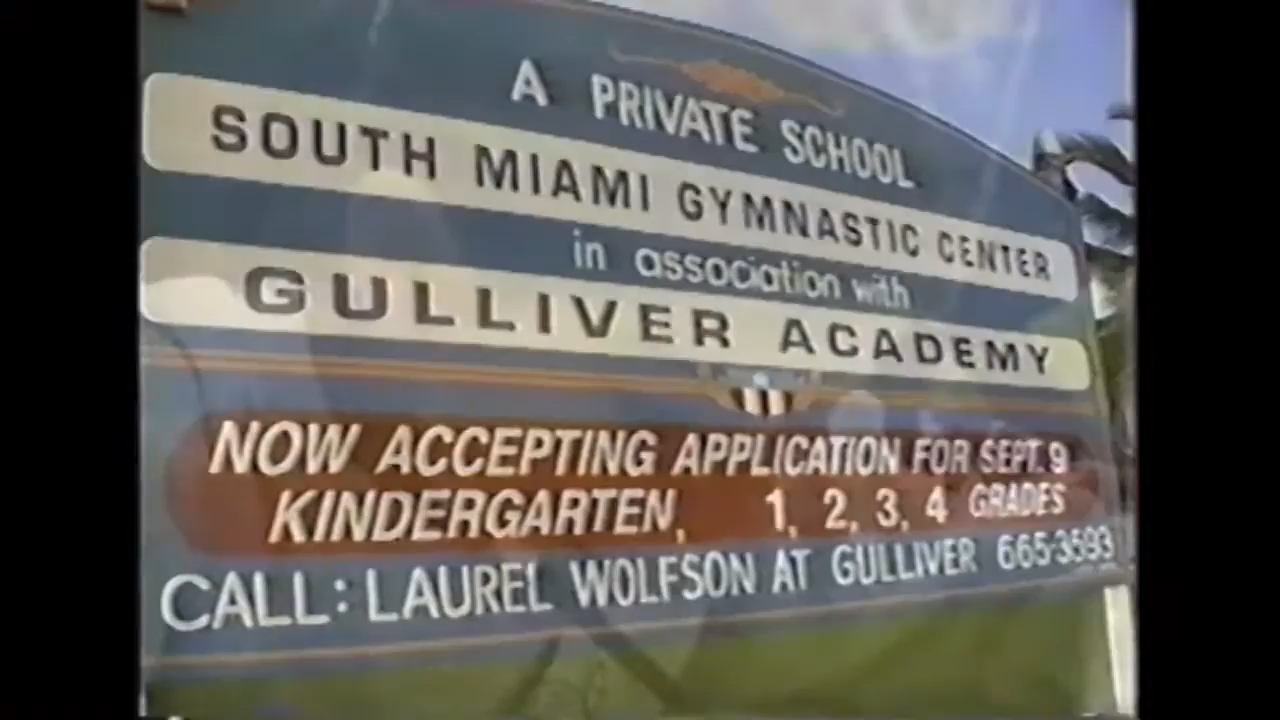 A PRIVATE SCHOOL
SOUTH MIAMI GYMNASTIC CENTER
in association with
GULLIVER ACADEMY
NOW ACCEPTING APPLICATION FOR SEPT. 9
KINDERGARTEN, 1, 2, 3, 4 GRADES
CALL: LAUREL WOLFSON AT GULLIVER 665-3593